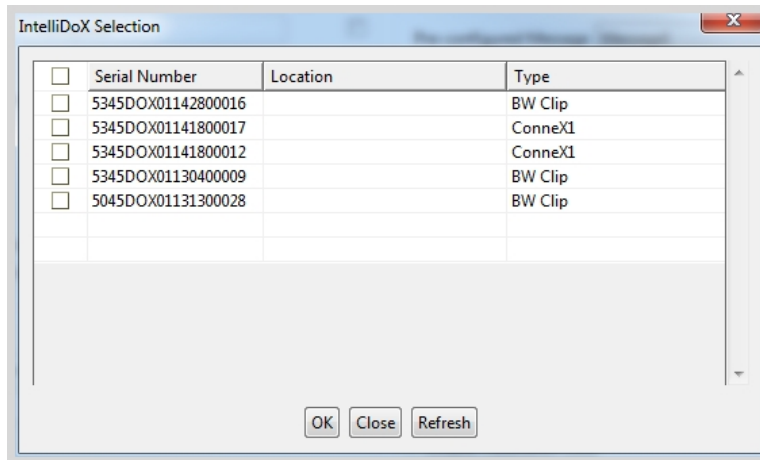 IntelliDoX Selection
Serial Number Location Type
5345DOX01142800016 BW Clip
5345DOX01141800017 ConneX1
5345DOX01141800012 ConneX1
5345DOX01130400009 BW Clip
5045DOX01131300028 BW Clip
OK Close Refresh